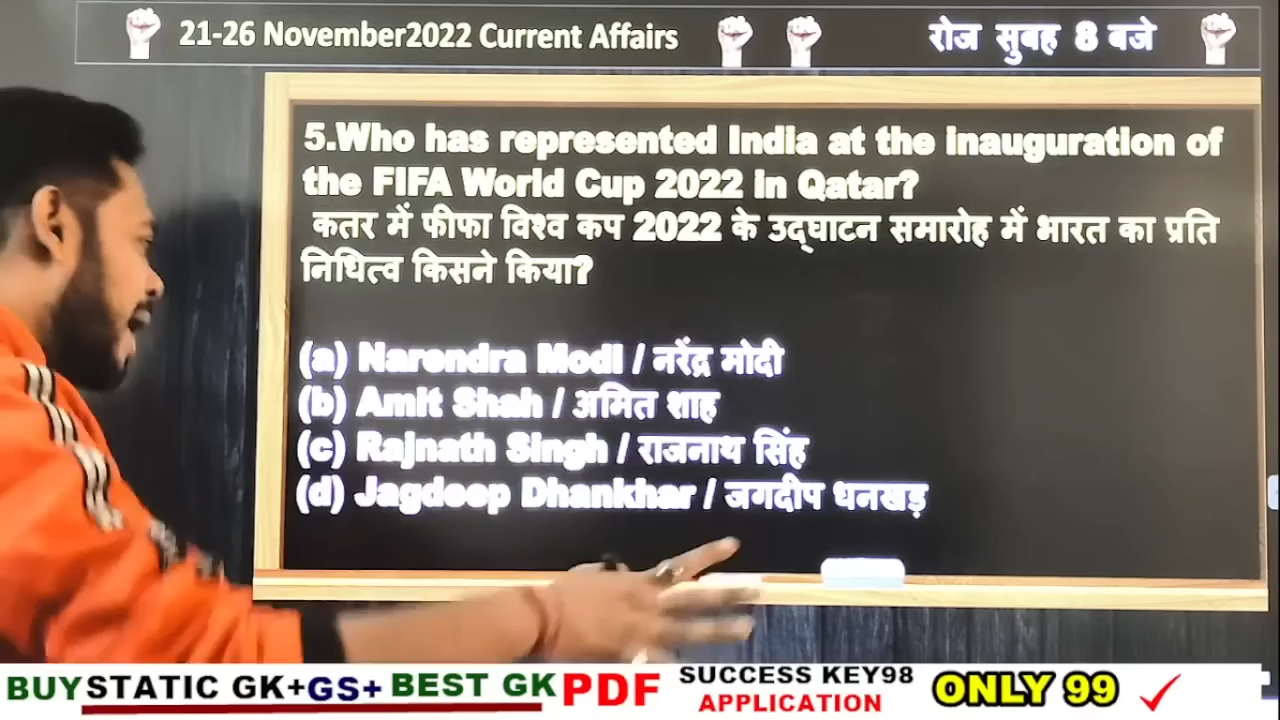 21-26 November2022 Current Affairs
रोज सुबह 8 बजे
5.Who has represented India at the inauguration of
the FIFA World Cup 2022 in Qatar?
कतर में फीफा विश्व कप 2022 के उद्घाटन समारोह में भारत का प्रति
निधित्व किसने किया?
(a) Narendra Modi / नरेंद्र मोदी
(b) Amit Shah / अमित शाह
(c) Rajnath Singh / राजनाथ सिंह
(d) Jagdeep Dhankhar / जगदीप धनखड़
BUY STATIC GK+GS+ BEST GK PDF
SUCCESS KEY98
APPLICATION
ONLY 99